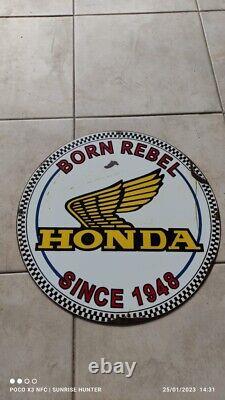 BORN REBEL
HONDA
SINCE 1948
POCO X3 NFC | SUNRISE HUNTER
25/01/2023 14:31